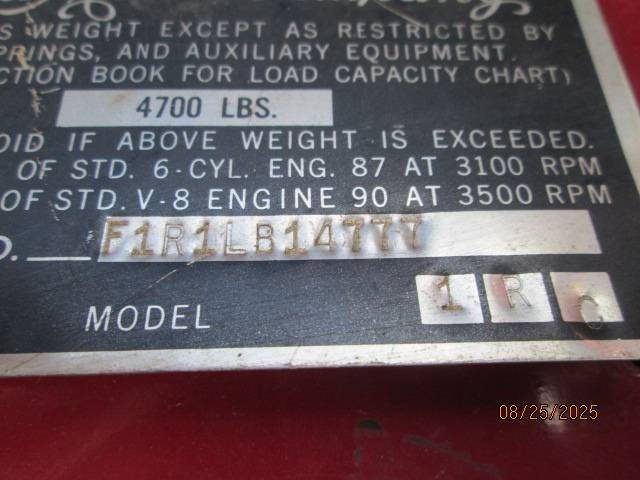 S WEIGHT EXCEPT AS RESTRICTED BY
PRINGS, AND AUXILIARY EQUIPMENT.
CTION BOOK FOR LOAD CAPACITY CHART)
4700 LBS.
OID IF ABOVE WEIGHT IS EXCEEDED.
OF STD. 6-CYL. ENG. 87 AT 3100 RPM
OF STD. V-8 ENGINE 90 AT 3500 RPM
O. F1R1LB14777
MODEL 1 R C
08/25/2025